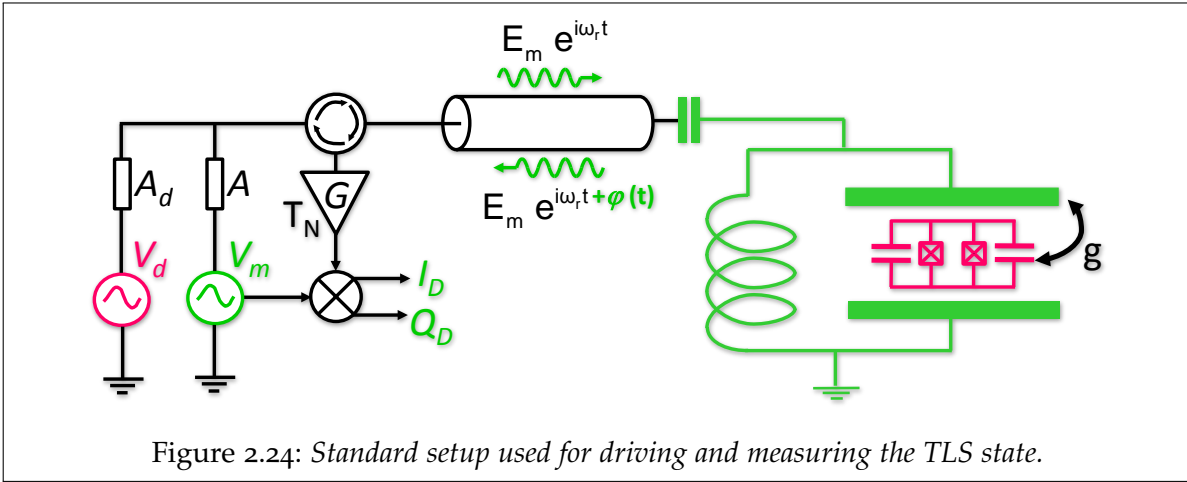 E_m e^{iω_r t}
A_d
A
G
T_N
E_m e^{iω_r t+φ(t)}
V_d
V_m
I_D
Q_D
g
Figure 2.24: Standard setup used for driving and measuring the TLS state.